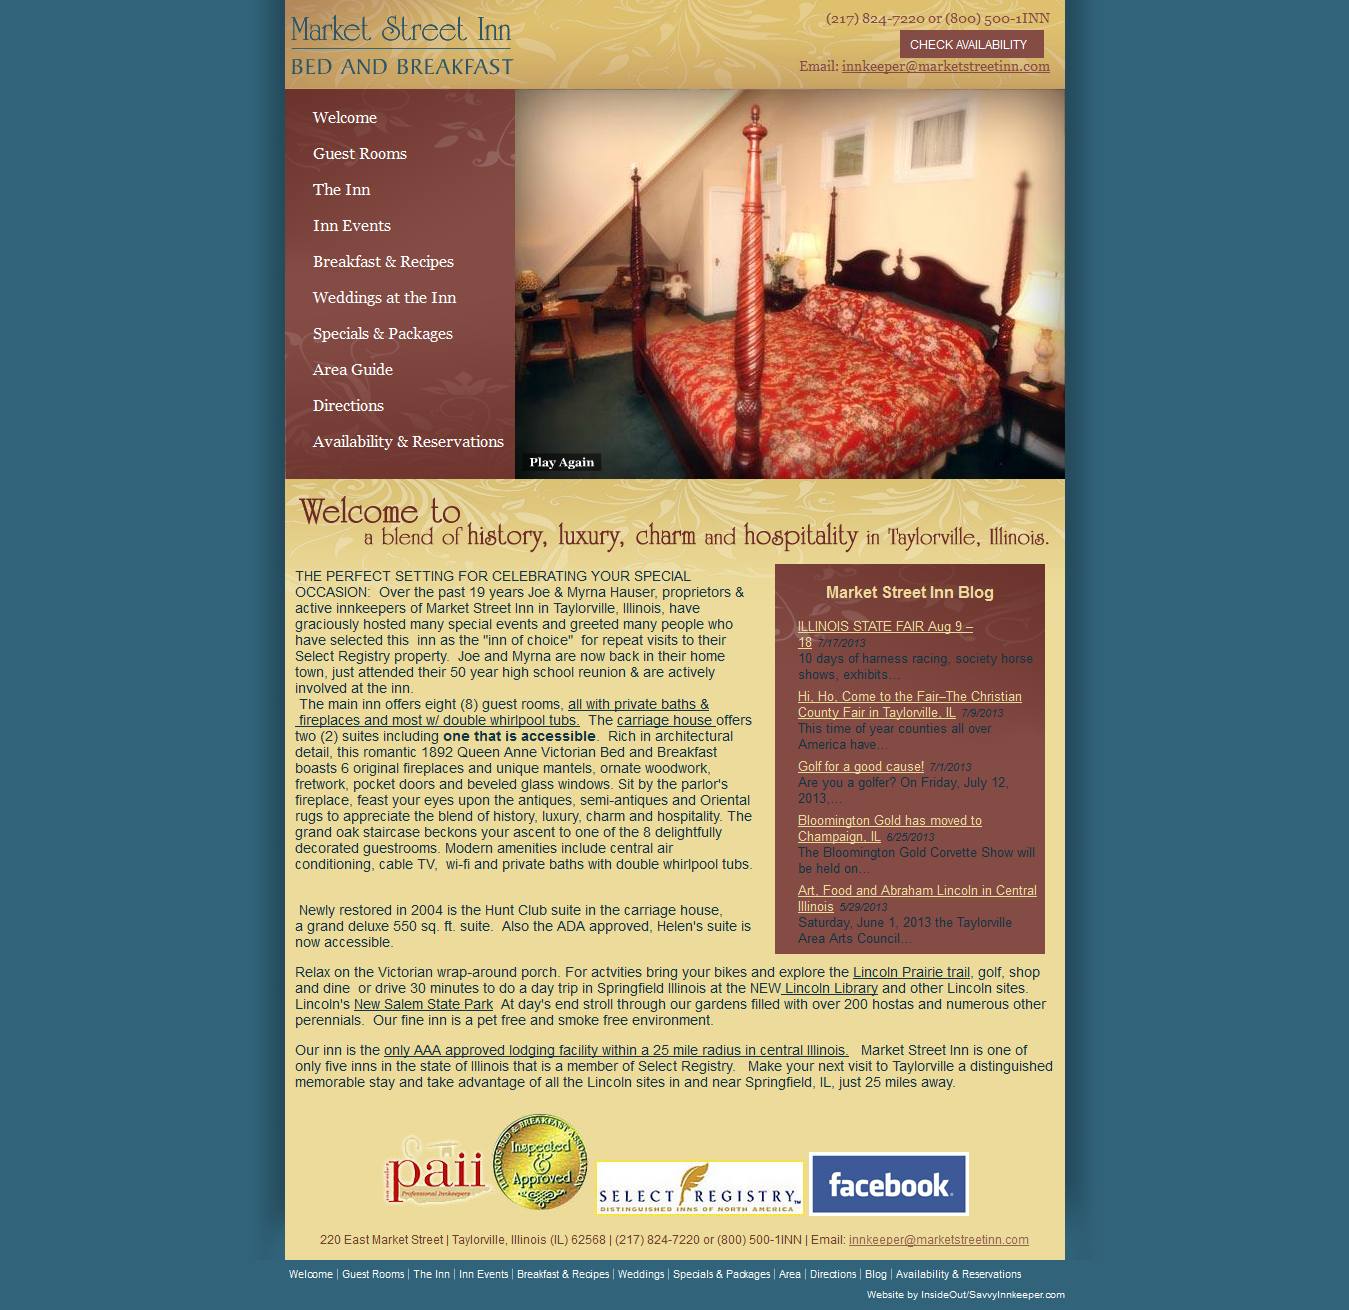 Market Street Inn
BED AND BREAKFAST
(217) 824-7220 or (800) 500-1INN
CHECK AVAILABILITY
Email: innkeeper@marketstreetinn.com
Welcome
Guest Rooms
The Inn
Inn Events
Breakfast & Recipes
Weddings at the Inn
Specials & Packages
Area Guide
Directions
Availability & Reservations
Play Again
Welcome to
a blend of history, luxury, charm and hospitality in Taylorville, Illinois.
THE PERFECT SETTING FOR CELEBRATING YOUR SPECIAL
OCCASION:  Over the past 19 years Joe & Myrna Hauser, proprietors &
active innkeepers of Market Street Inn in Taylorville, Illinois, have
graciously hosted many special events and greeted many people who
have selected this  inn as the "inn of choice"  for repeat visits to their
Select Registry property.  Joe and Myrna are now back in their home
town, just attended their 50 year high school reunion & are actively
involved at the inn.
The main inn offers eight (8) guest rooms, all with private baths &
fireplaces and most w/ double whirlpool tubs.  The carriage house offers
two (2) suites including one that is accessible.  Rich in architectural
detail, this romantic 1892 Queen Anne Victorian Bed and Breakfast
boasts 6 original fireplaces and unique mantels, ornate woodwork,
fretwork, pocket doors and beveled glass windows. Sit by the parlor's
fireplace, feast your eyes upon the antiques, semi-antiques and Oriental
rugs to appreciate the blend of history, luxury, charm and hospitality. The
grand oak staircase beckons your ascent to one of the 8 delightfully
decorated guestrooms. Modern amenities include central air
conditioning, cable TV,  wi-fi and private baths with double whirlpool tubs.
Newly restored in 2004 is the Hunt Club suite in the carriage house,
a grand deluxe 550 sq. ft. suite.  Also the ADA approved, Helen's suite is
now accessible.
Market Street Inn Blog
ILLINOIS STATE FAIR Aug 9 –
18 7/17/2013
10 days of harness racing, society horse
shows, exhibits…
Hi, Ho, Come to the Fair–The Christian
County Fair in Taylorville, IL 7/9/2013
This time of year counties all over
America have…
Golf for a good cause! 7/1/2013
Are you a golfer? On Friday, July 12,
2013,…
Bloomington Gold has moved to
Champaign, IL 6/25/2013
The Bloomington Gold Corvette Show will
be held on…
Art, Food and Abraham Lincoln in Central
Illinois 5/29/2013
Saturday, June 1, 2013 the Taylorville
Area Arts Council…
Relax on the Victorian wrap-around porch. For actvities bring your bikes and explore the Lincoln Prairie trail, golf, shop
and dine  or drive 30 minutes to do a day trip in Springfield Illinois at the NEW Lincoln Library and other Lincoln sites.
Lincoln's New Salem State Park  At day's end stroll through our gardens filled with over 200 hostas and numerous other
perennials.  Our fine inn is a pet free and smoke free environment.
Our inn is the only AAA approved lodging facility within a 25 mile radius in central Illinois.   Market Street Inn is one of
only five inns in the state of Illinois that is a member of Select Registry.   Make your next visit to Taylorville a distinguished
memorable stay and take advantage of all the Lincoln sites in and near Springfield, IL, just 25 miles away.
paii
Professional Innkeepers
ILLINOIS BED & BREAKFAST ASSOCIATION
Inspected
&
Approved
SELECT REGISTRY™
DISTINGUISHED INNS OF NORTH AMERICA
facebook
220 East Market Street | Taylorville, Illinois (IL) 62568 | (217) 824-7220 or (800) 500-1INN | Email: innkeeper@marketstreetinn.com
Welcome | Guest Rooms | The Inn | Inn Events | Breakfast & Recipes | Weddings | Specials & Packages | Area | Directions | Blog | Availability & Reservations
Website by InsideOut/SavvyInnkeeper.com